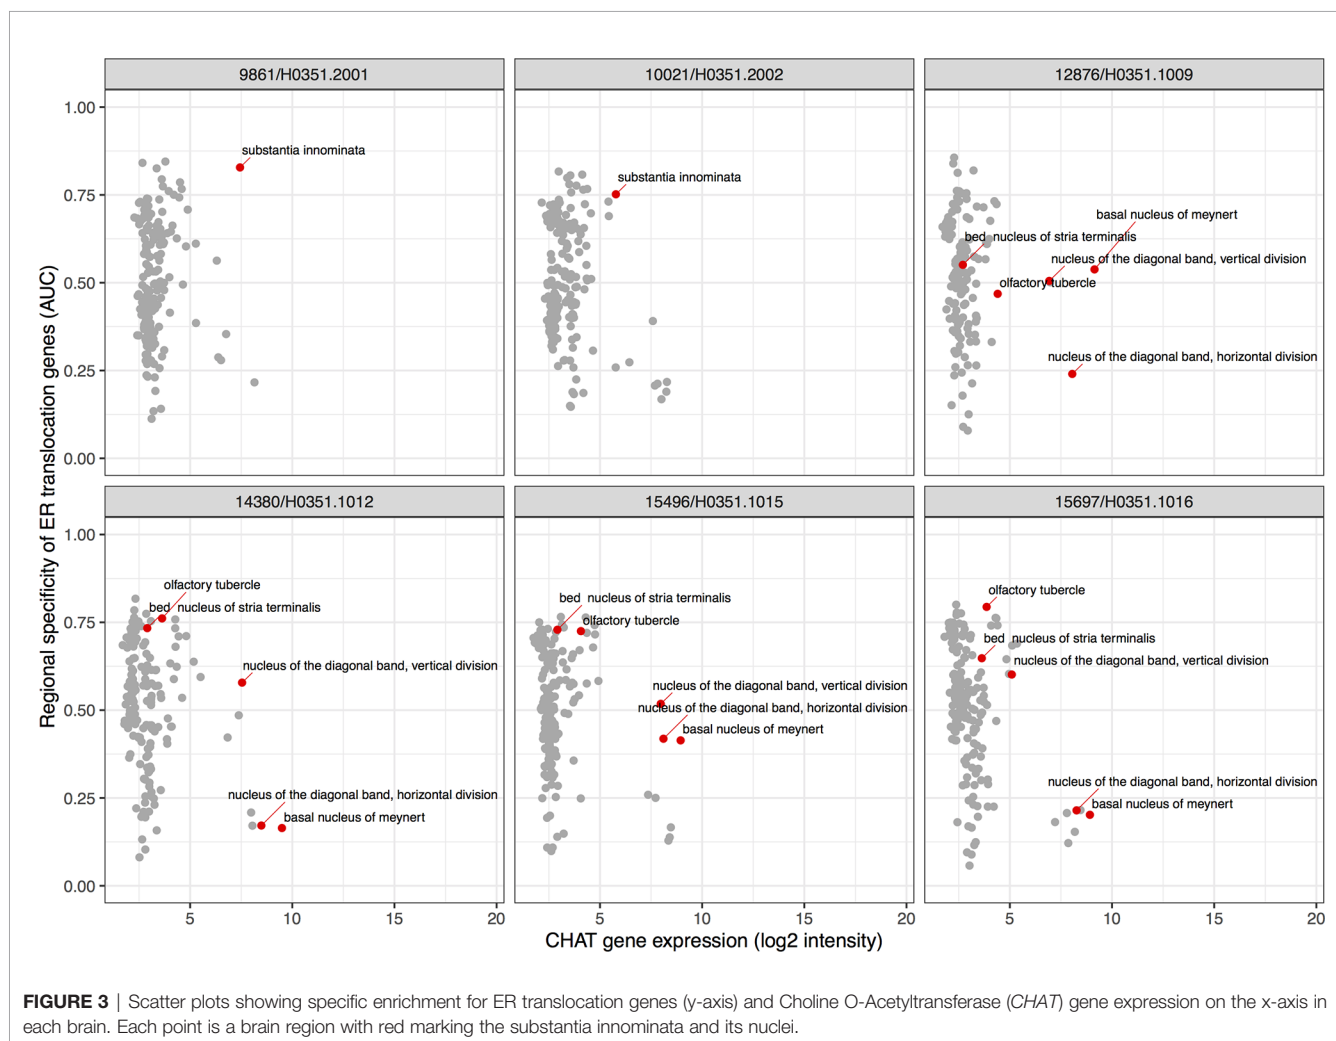 9861/H0351.2001
10021/H0351.2002
12876/H0351.1009
1.00
0.75
0.50
0.25
0.00
substantia innominata
substantia innominata
basal nucleus of meynert
bed nucleus of stria terminalis
nucleus of the diagonal band, vertical division
olfactory tubercle
nucleus of the diagonal band, horizontal division
Regional specificity of ER translocation genes (AUC)
14380/H0351.1012
15496/H0351.1015
15697/H0351.1016
1.00
0.75
0.50
0.25
0.00
olfactory tubercle
bed nucleus of stria terminalis
nucleus of the diagonal band, vertical division
nucleus of the diagonal band, horizontal division
basal nucleus of meynert
bed nucleus of stria terminalis
olfactory tubercle
nucleus of the diagonal band, vertical division
nucleus of the diagonal band, horizontal division
basal nucleus of meynert
olfactory tubercle
bed nucleus of stria terminalis
nucleus of the diagonal band, vertical division
nucleus of the diagonal band, horizontal division
basal nucleus of meynert
5 10 15 20
5 10 15 20
5 10 15 20
CHAT gene expression (log2 intensity)
FIGURE 3 | Scatter plots showing specific enrichment for ER translocation genes (y-axis) and Choline O-Acetyltransferase (CHAT) gene expression on the x-axis in
each brain. Each point is a brain region with red marking the substantia innominata and its nuclei.